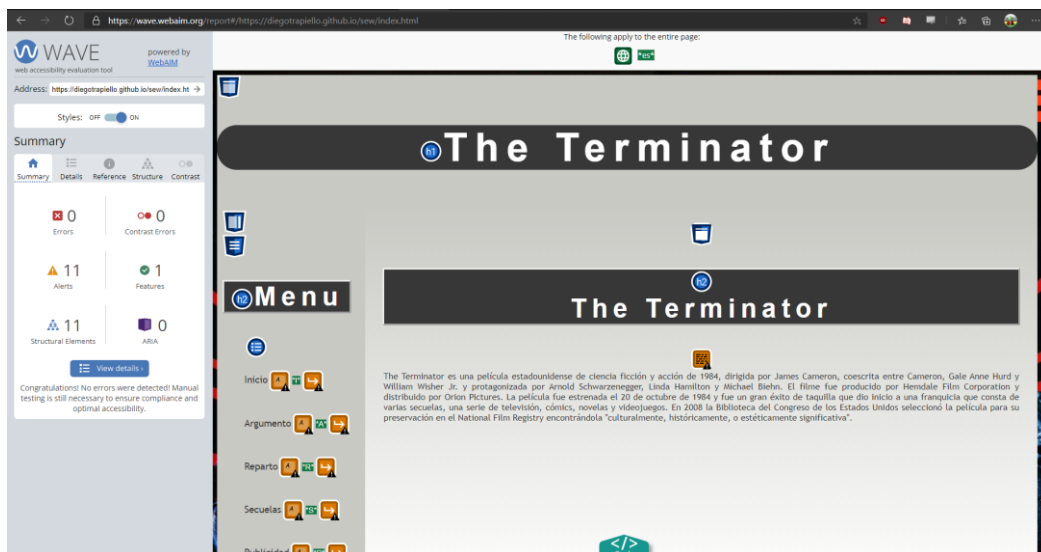 https://wave.webaim.org/report#/https://diegotrapiello.github.io/sew/index.html
WAVE
web accessibility evaluation tool
powered by
WebAIM
Address: https://diegotrapiello.github.io/sew/index.ht
Styles: OFF ON
Summary
Summary Details Reference Structure Contrast
0
Errors
0
Contrast Errors
11
Alerts
1
Features
11
Structural Elements
0
ARIA
View details ›
Congratulations! No errors were detected! Manual
testing is still necessary to ensure compliance and
optimal accessibility.
The following apply to the entire page:
*es*
h1 The Terminator
h2 Menu
Inicio
Argumento *A*
Reparto *R*
Secuelas *S*
Publicidad
h2
The Terminator
The Terminator es una película estadounidense de ciencia ficción y acción de 1984, dirigida por James Cameron, coescrita entre Cameron, Gale Anne Hurd y
William Wisher Jr. y protagonizada por Arnold Schwarzenegger, Linda Hamilton y Michael Biehn. El filme fue producido por Hemdale Film Corporation y
distribuido por Orion Pictures. La película fue estrenada el 20 de octubre de 1984 y fue un gran éxito de taquilla que dio inicio a una franquicia que consta de
varias secuelas, una serie de televisión, cómics, novelas y videojuegos. En 2008 la Biblioteca del Congreso de los Estados Unidos seleccionó la película para su
preservación en el National Film Registry encontrándola "culturalmente, históricamente, o estéticamente significativa".
</>